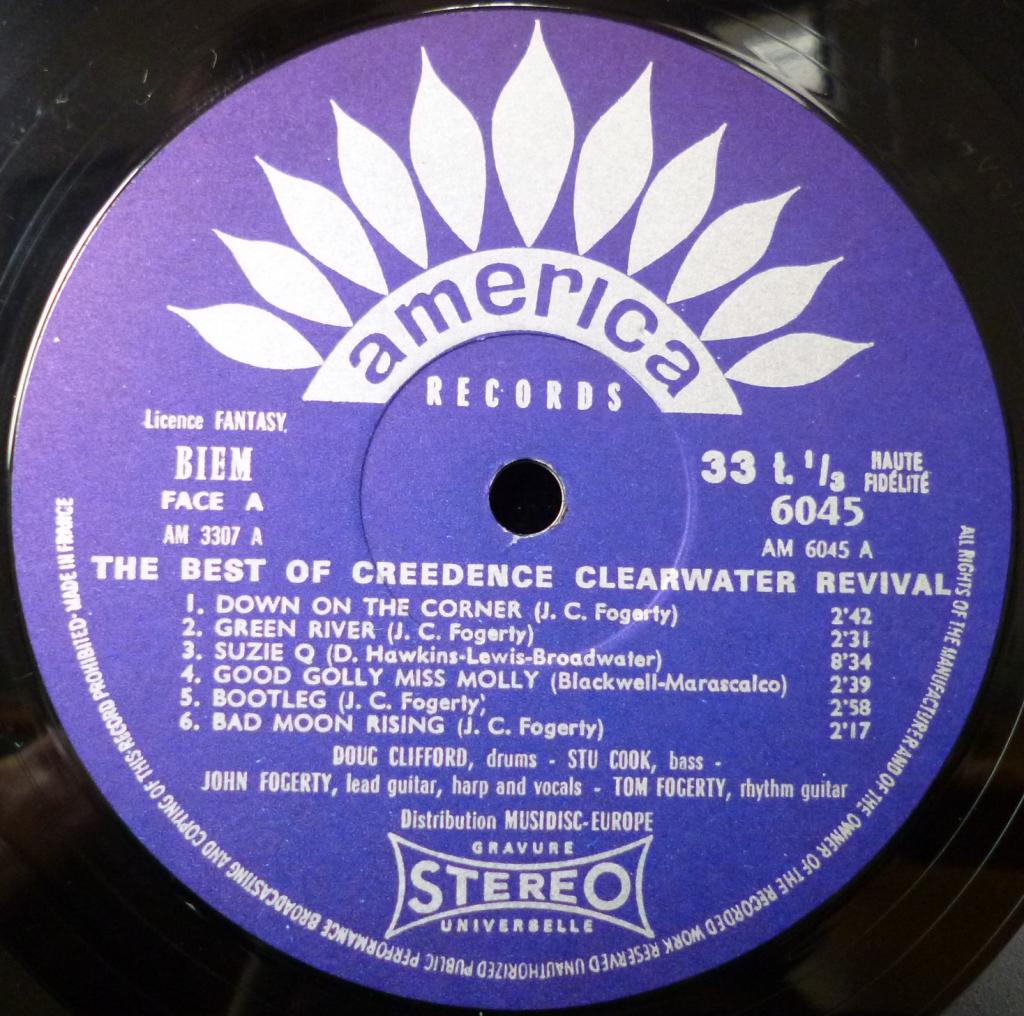 america
RECORDS
Licence FANTASY
BIEM
FACE A
AM 3307 A
33 t. 1/3 HAUTE FIDÉLITÉ
6045
AM 6045 A
THE BEST OF CREEDENCE CLEARWATER REVIVAL
1. DOWN ON THE CORNER (J. C. Fogerty) 2'42
2. GREEN RIVER (J. C. Fogerty) 2'31
3. SUZIE Q (D. Hawkins-Lewis-Broadwater) 8'34
4. GOOD GOLLY MISS MOLLY (Blackwell-Marascalco) 2'39
5. BOOTLEG (J. C. Fogerty) 2'58
6. BAD MOON RISING (J. C. Fogerty) 2'17
DOUG CLIFFORD, drums - STU COOK, bass -
JOHN FOGERTY, lead guitar, harp and vocals - TOM FOGERTY, rhythm guitar
Distribution MUSIDISC-EUROPE
GRAVURE
STEREO
UNIVERSELLE
ALL RIGHTS OF THE MANUFACTURER AND OF THE OWNER OF THE RECORDED WORK RESERVED UNAUTHORIZED PUBLIC PERFORMANCE BROADCASTING AND COPYING OF THIS RECORD PROHIBITED - MADE IN FRANCE